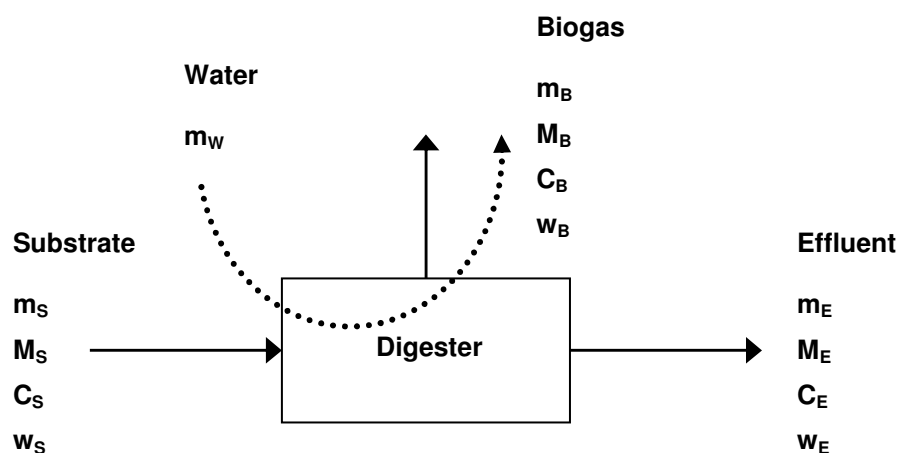 Biogas
m_B
M_B
C_B
w_B
Water
m_W
Substrate
m_S
M_S
C_S
w_S
Digester
Effluent
m_E
M_E
C_E
w_E